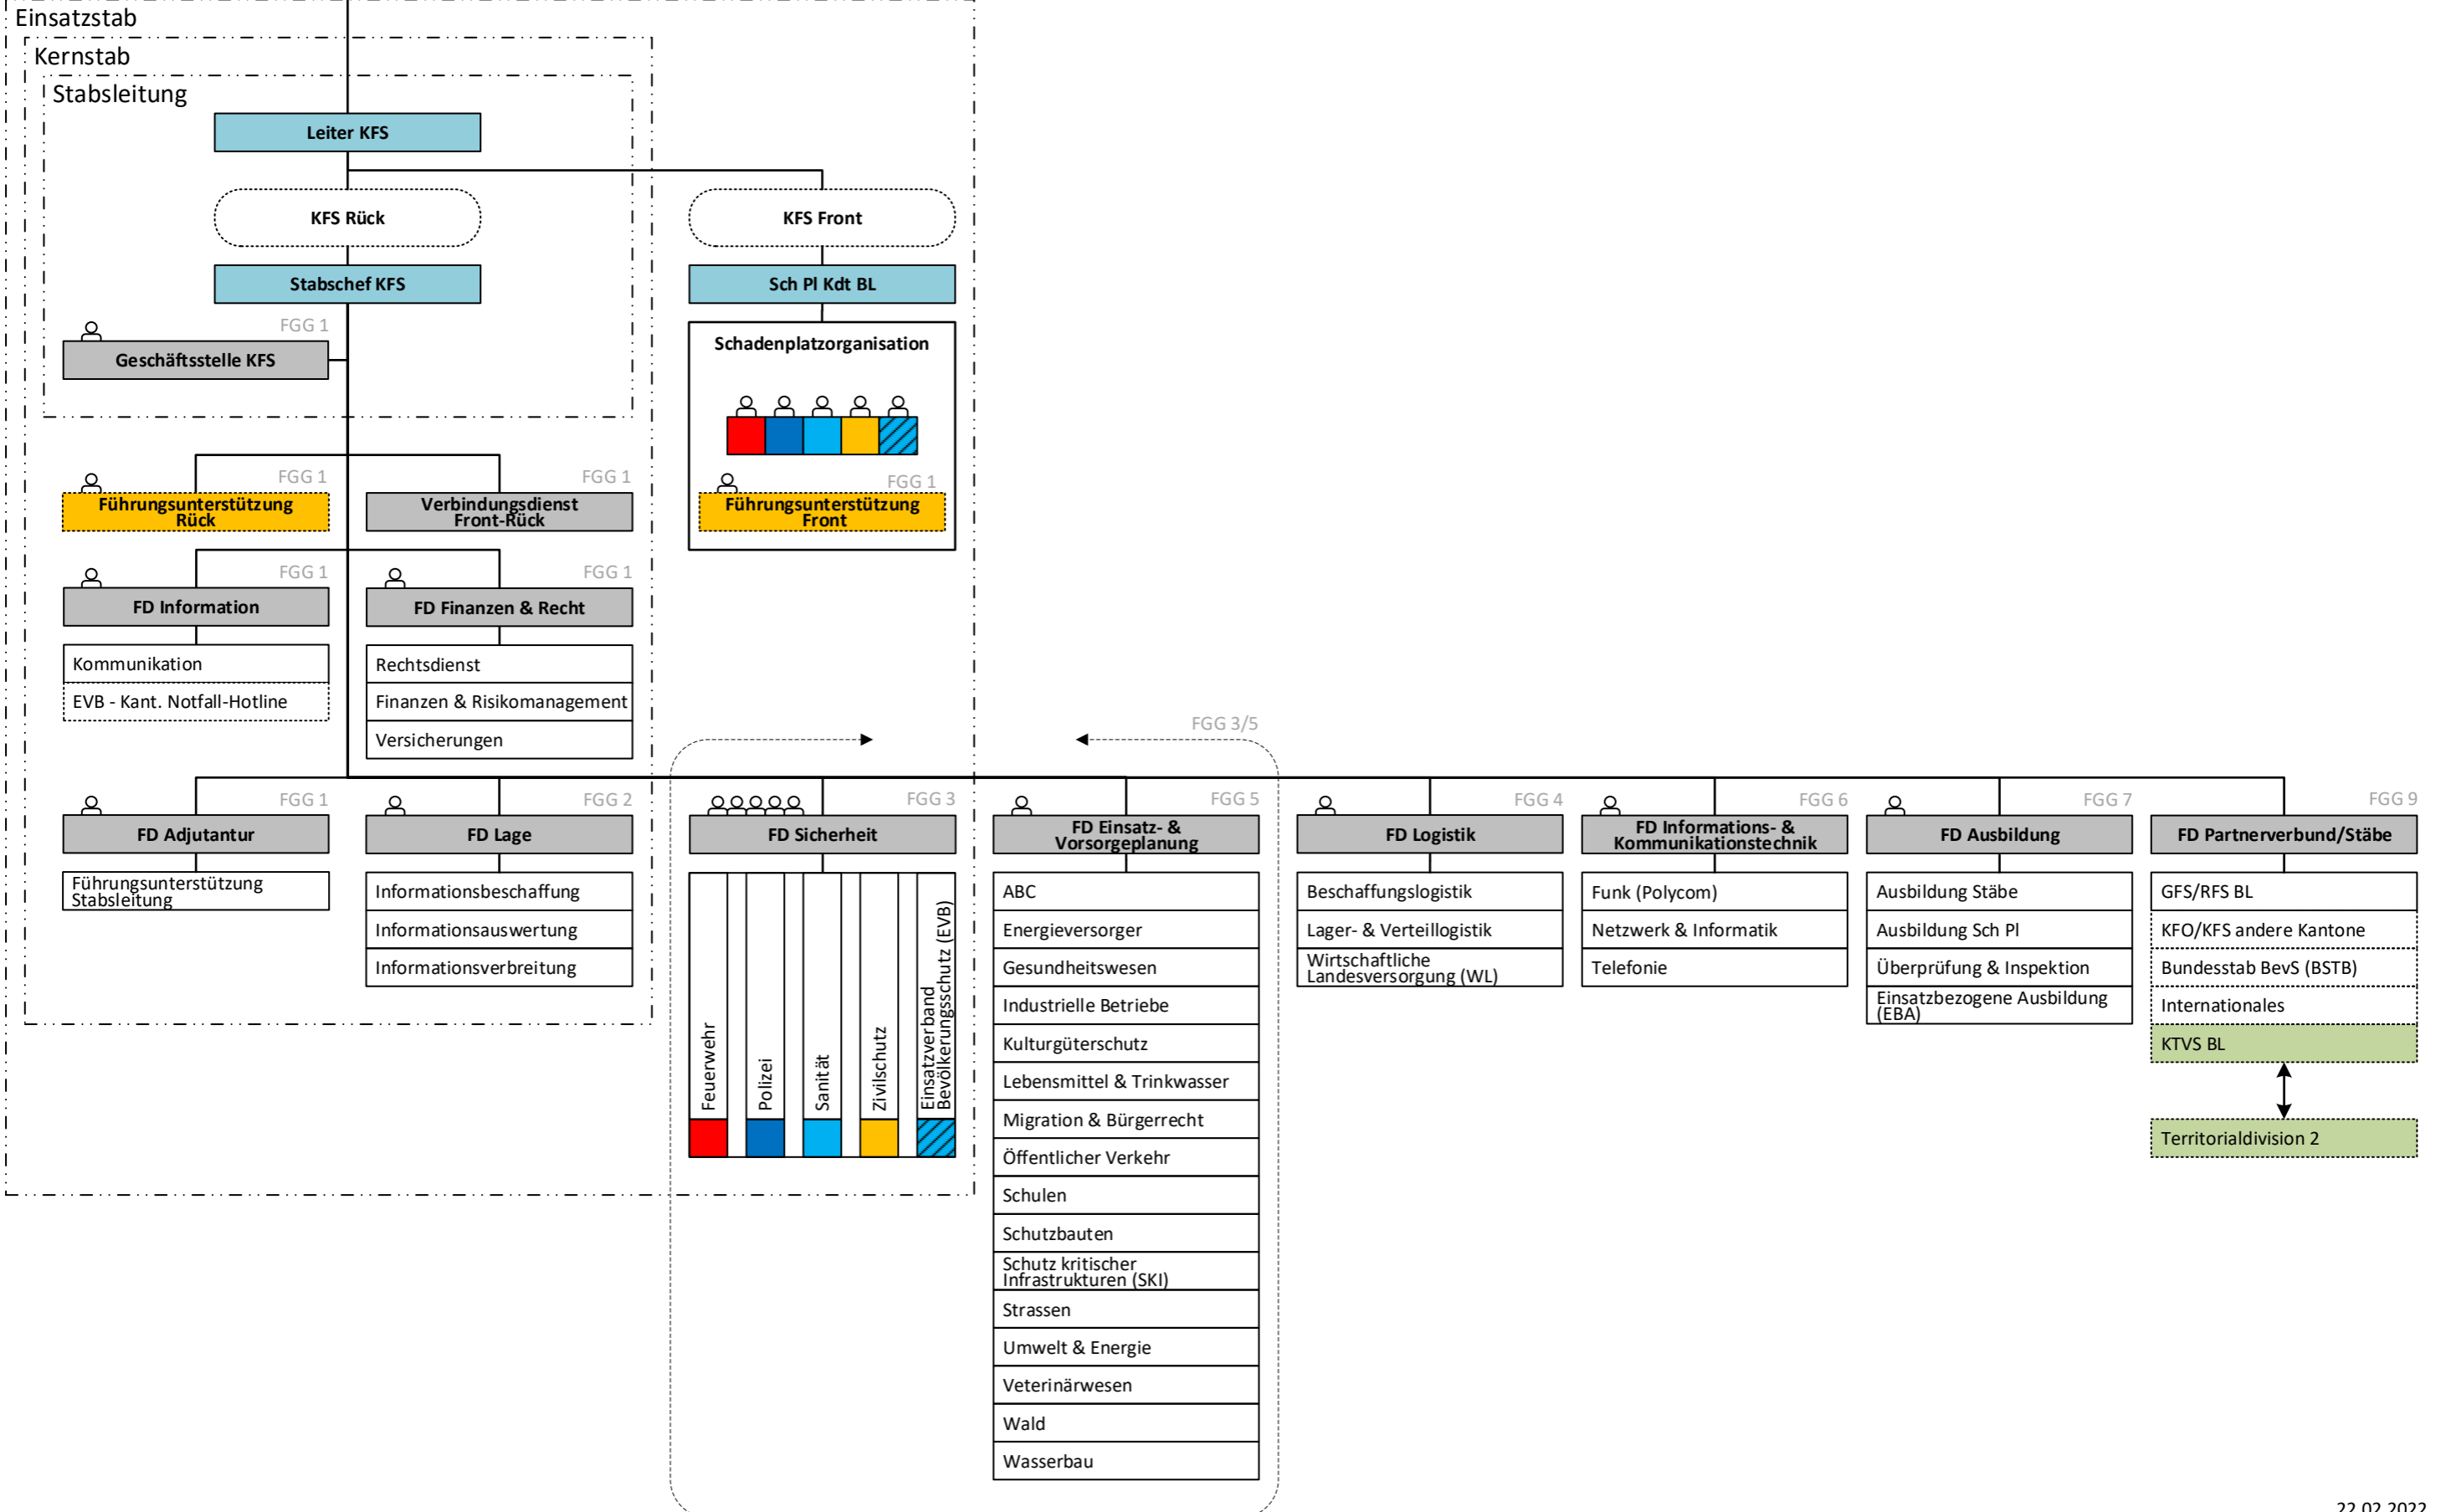 Einsatzstab
Kernstab
Stabsleitung
Leiter KFS
KFS Rück
KFS Front
Stabschef KFS
Sch Pl Kdt BL
FGG 1
Geschäftsstelle KFS
Schadenplatzorganisation
FGG 1
Führungsunterstützung
Rück
FGG 1
Verbindungsdienst
Front-Rück
FGG 1
Führungsunterstützung
Front
FGG 1
FD Information
Kommunikation
EVB - Kant. Notfall-Hotline
FGG 1
FD Finanzen & Recht
Rechtsdienst
Finanzen & Risikomanagement
Versicherungen
FGG 3/5
FGG 1
FD Adjutantur
Führungsunterstützung
Stabsleitung
FGG 2
FD Lage
Informationsbeschaffung
Informationsauswertung
Informationsverbreitung
FGG 3
FD Sicherheit
Feuerwehr
Polizei
Sanität
Zivilschutz
Einsatzverband
Bevölkerungsschutz (EVB)
FGG 5
FD Einsatz- &
Vorsorgeplanung
ABC
Energieversorger
Gesundheitswesen
Industrielle Betriebe
Kulturgüterschutz
Lebensmittel & Trinkwasser
Migration & Bürgerrecht
Öffentlicher Verkehr
Schulen
Schutzbauten
Schutz kritischer
Infrastrukturen (SKI)
Strassen
Umwelt & Energie
Veterinärwesen
Wald
Wasserbau
FGG 4
FD Logistik
Beschaffungslogistik
Lager- & Verteillogistik
Wirtschaftliche
Landesversorgung (WL)
FGG 6
FD Informations- &
Kommunikationstechnik
Funk (Polycom)
Netzwerk & Informatik
Telefonie
FGG 7
FD Ausbildung
Ausbildung Stäbe
Ausbildung Sch Pl
Überprüfung & Inspektion
Einsatzbezogene Ausbildung
(EBA)
FGG 9
FD Partnerverbund/Stäbe
GFS/RFS BL
KFO/KFS andere Kantone
Bundesstab BevS (BSTB)
Internationales
KTVS BL
Territorialdivision 2
22.02.2022